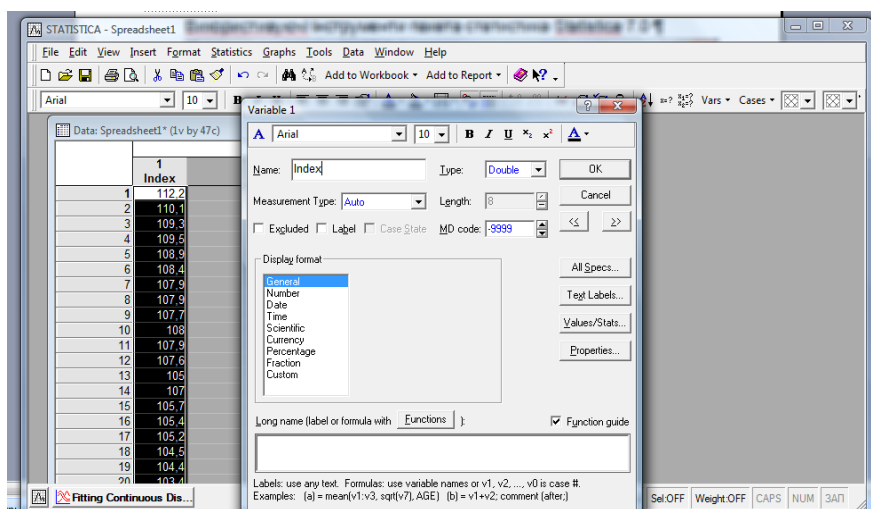 STATISTICA - Spreadsheet1
File Edit View Insert Format Statistics Graphs Tools Data Window Help
Add to Workbook Add to Report
Arial 10 Vars Cases
Data: Spreadsheet1* (1v by 47c)
1
Index
1 112,2
2 110,1
3 109,3
4 109,5
5 108,9
6 108,4
7 107,9
8 107,9
9 107,7
10 108
11 107,9
12 107,6
13 105
14 107
15 105,7
16 105,4
17 105,2
18 104,5
19 104,4
20 103,4
Variable 1
A Arial 10 B I U x₂ x² A
Name: Index Type: Double OK
Measurement Type: Auto Length: 8 Cancel
Excluded Label Case State MD code: -9999 << >>
Display format
General
Number
Date
Time
Scientific
Currency
Percentage
Fraction
Custom
All Specs...
Text Labels...
Values/Stats...
Properties...
Long name (label or formula with Functions ): Function guide
Labels: use any text. Formulas: use variable names or v1, v2, ..., v0 is case #.
Examples: (a) = mean(v1:v3, sqrt(v7), AGE) (b) = v1+v2; comment (after;)
Fitting Continuous Dis... Sel:OFF Weight:OFF CAPS NUM ЗАП